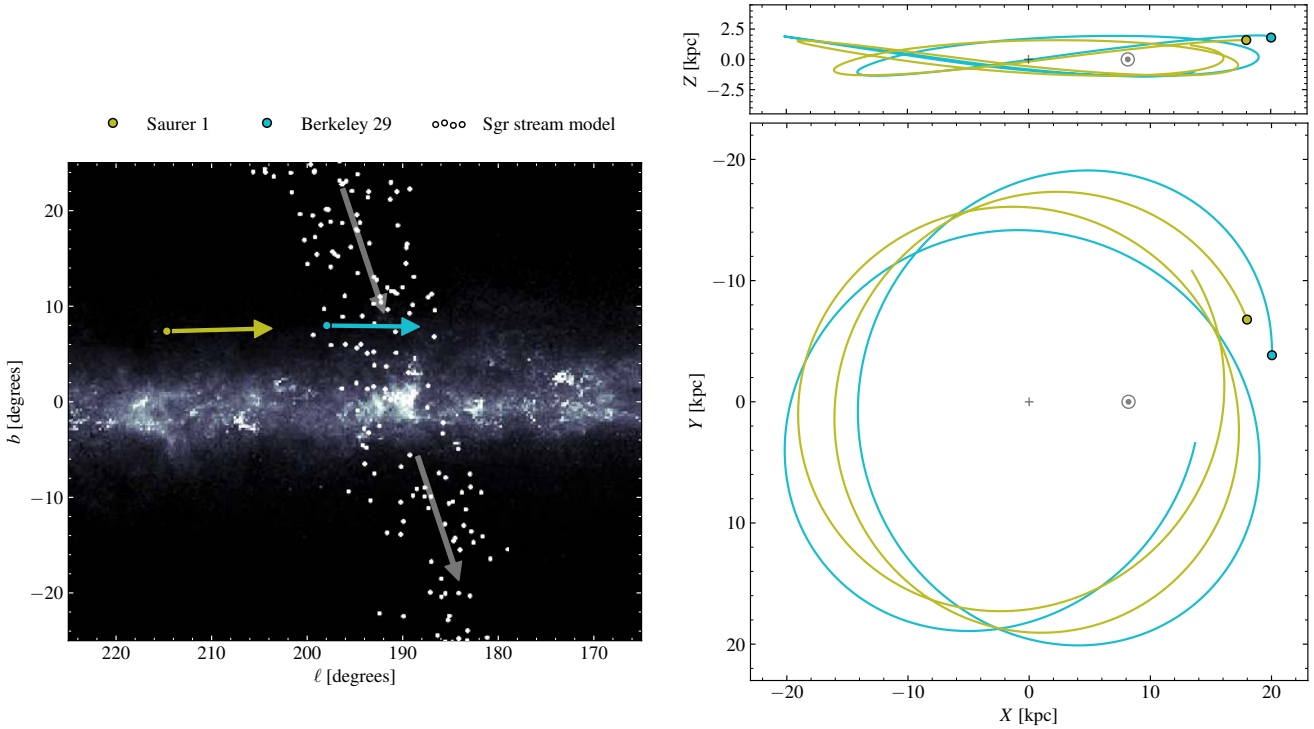 Saurer 1 Berkeley 29 Sgr stream model
20
10
0
−10
−20
b [degrees]
220 210 200 190 180 170
ℓ [degrees]
2.5
0.0
−2.5
Z [kpc]
−20
−10
0
10
20
Y [kpc]
−20 −10 0 10 20
X [kpc]